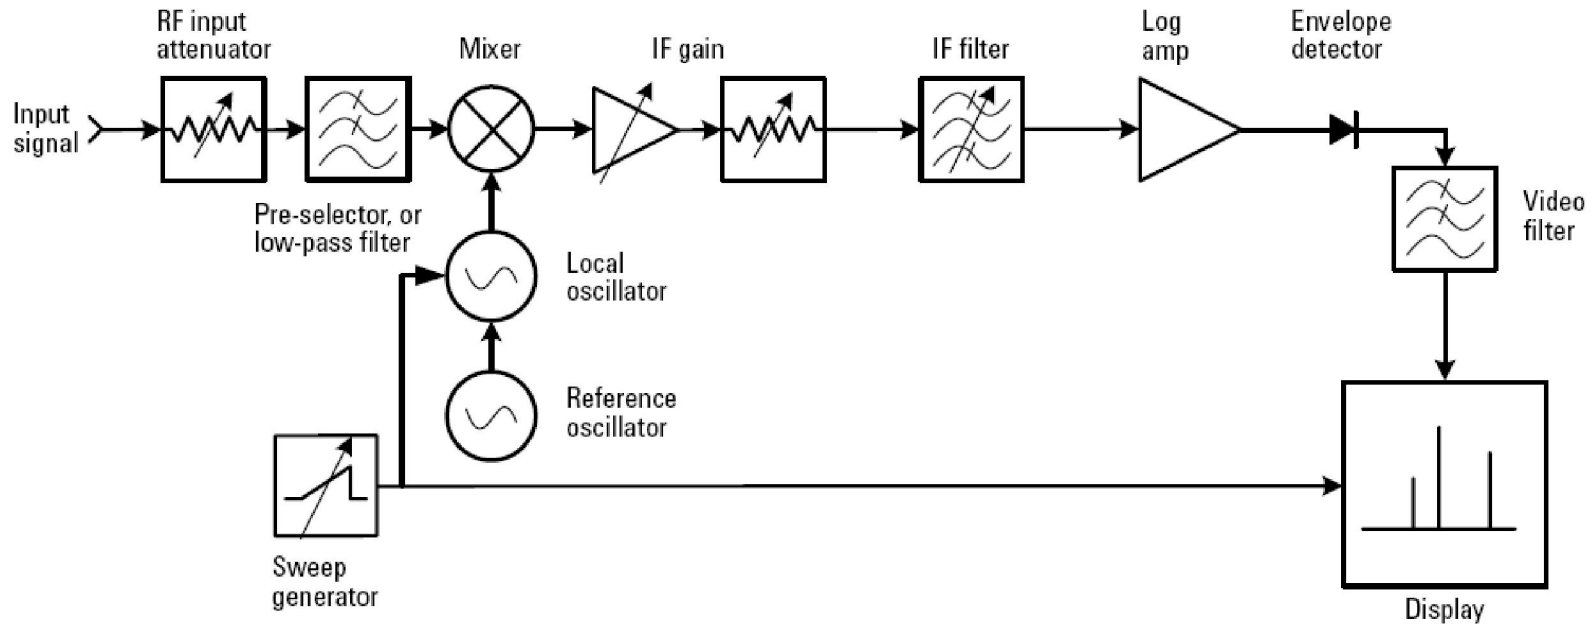 RF input
attenuator
Mixer
IF gain
IF filter
Log
amp
Envelope
detector
Input
signal
Pre-selector, or
low-pass filter
Video
filter
Local
oscillator
Reference
oscillator
Sweep
generator
Display